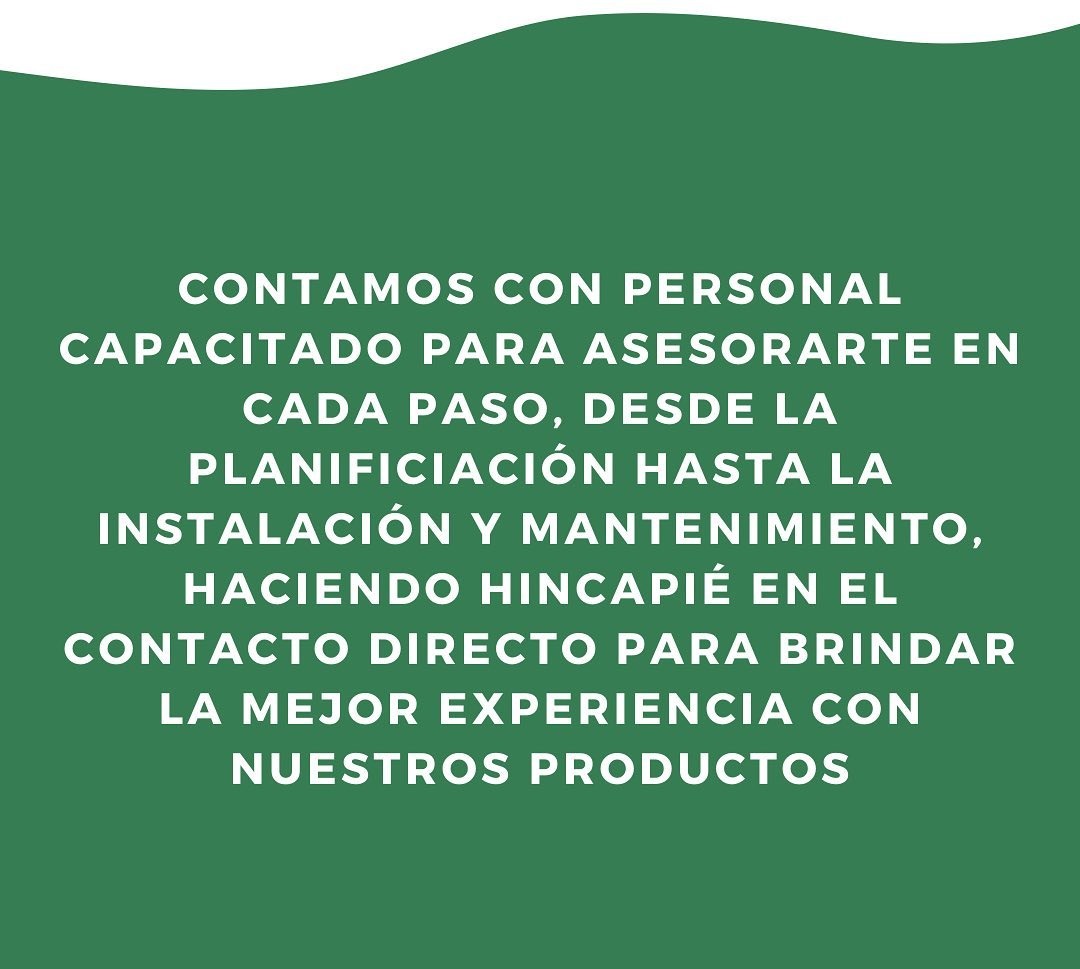 CONTAMOS CON PERSONAL
CAPACITADO PARA ASESORARTE EN
CADA PASO, DESDE LA
PLANIFICIACIÓN HASTA LA
INSTALACIÓN Y MANTENIMIENTO,
HACIENDO HINCAPIÉ EN EL
CONTACTO DIRECTO PARA BRINDAR
LA MEJOR EXPERIENCIA CON
NUESTROS PRODUCTOS